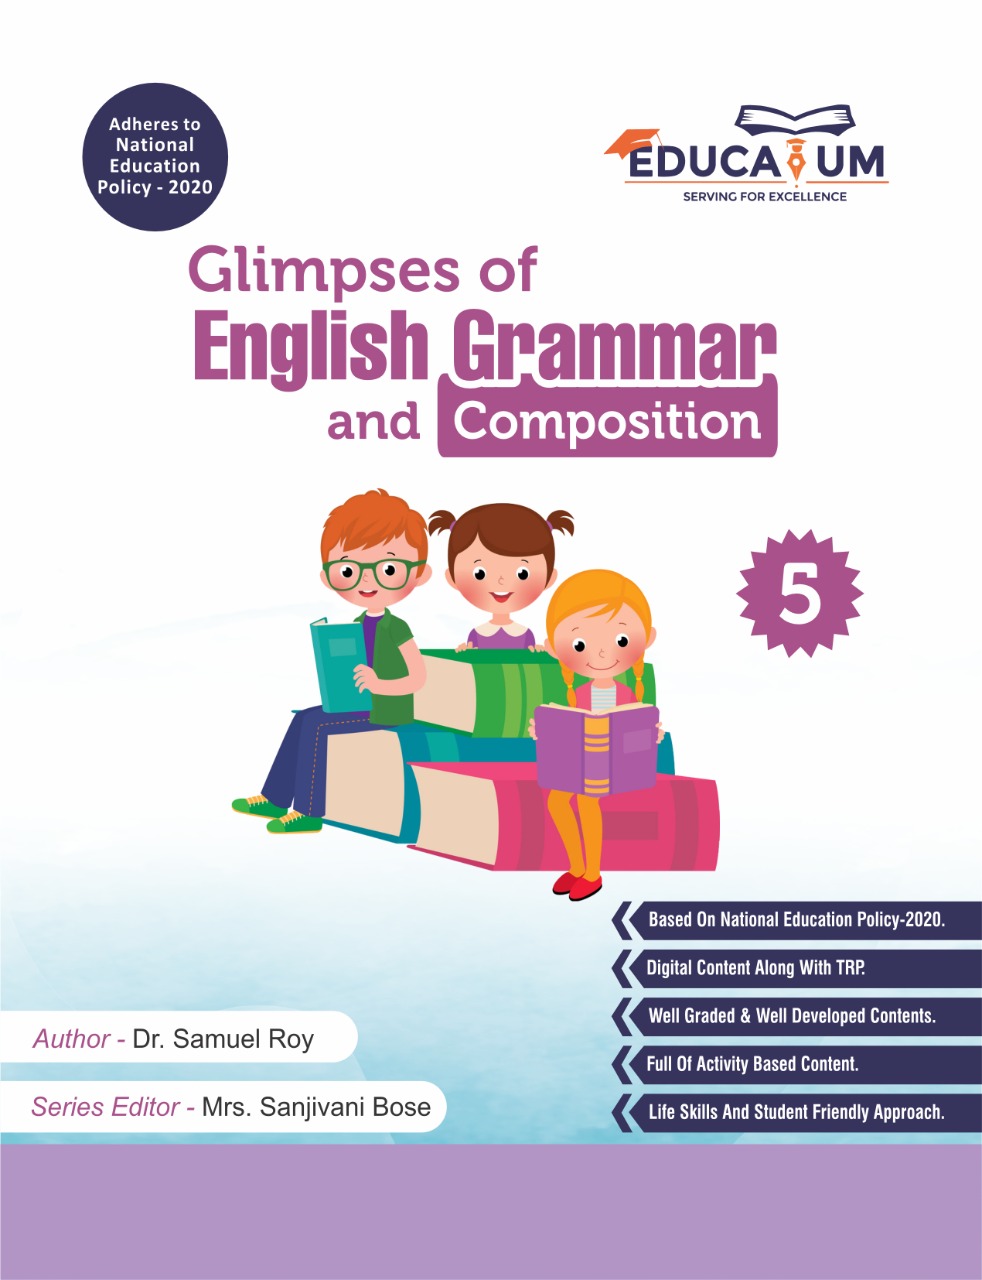 Adheres to
National
Education
Policy - 2020
EDUCATIUM
SERVING FOR EXCELLENCE
Glimpses of
English Grammar
and Composition
5
Based On National Education Policy-2020.
Digital Content Along With TRP.
Well Graded & Well Developed Contents.
Full Of Activity Based Content.
Life Skills And Student Friendly Approach.
Author - Dr. Samuel Roy
Series Editor - Mrs. Sanjivani Bose